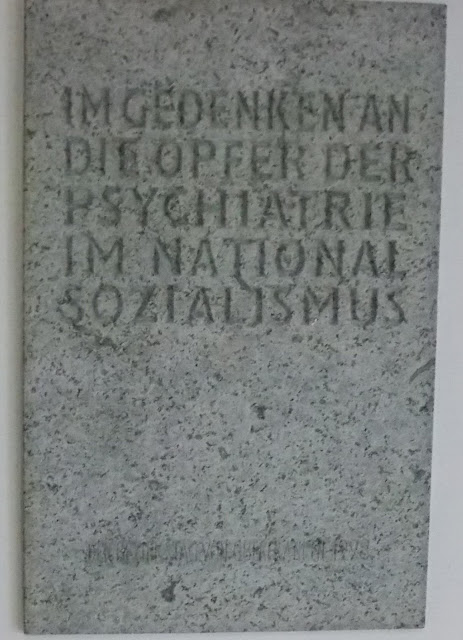 IM GEDENKEN AN
DIE OPFER DER
PSYCHIATRIE
IM NATIONAL
SOZIALISMUS